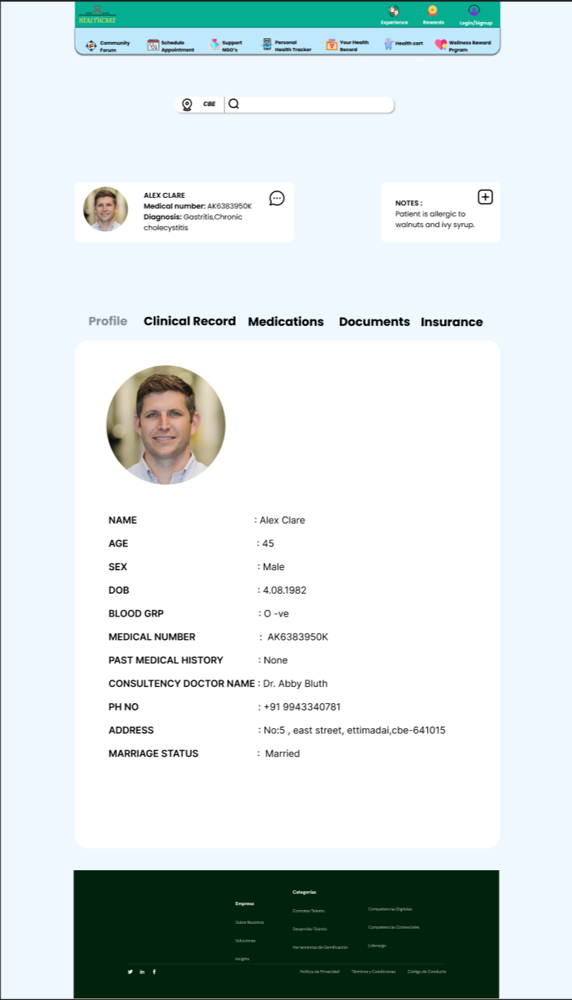 HEALTHCARE
Experience
Rewards
Login/Signup
Community
Forum
Schedule
Appointment
Support
NGO's
Personal
Health Tracker
Your Health
Record
Health cart
Wellness Reward
Prgram
CBE
ALEX CLARE
Medical number: AK6383950K
Diagnosis: Gastritis,Chronic
cholecystitis
NOTES :
Patient is allergic to
walnuts and ivy syrup.
Profile
Clinical Record
Medications
Documents
Insurance
NAME : Alex Clare
AGE : 45
SEX : Male
DOB : 4.08.1982
BLOOD GRP : O -ve
MEDICAL NUMBER : AK6383950K
PAST MEDICAL HISTORY : None
CONSULTENCY DOCTOR NAME : Dr. Abby Bluth
PH NO : +91 9943340781
ADDRESS : No:5 , east street, ettimadai,cbe-641015
MARRIAGE STATUS : Married
Empresa
Sobre Nosotros
Soluciones
Insights
Categorías
Contratar Talento
Desarrollar Talento
Herramientas de Gamificación
Competencias Digitales
Competencias Comerciales
Liderazgo
Política de Privacidad
Términos y Condiciones
Código de Conducta